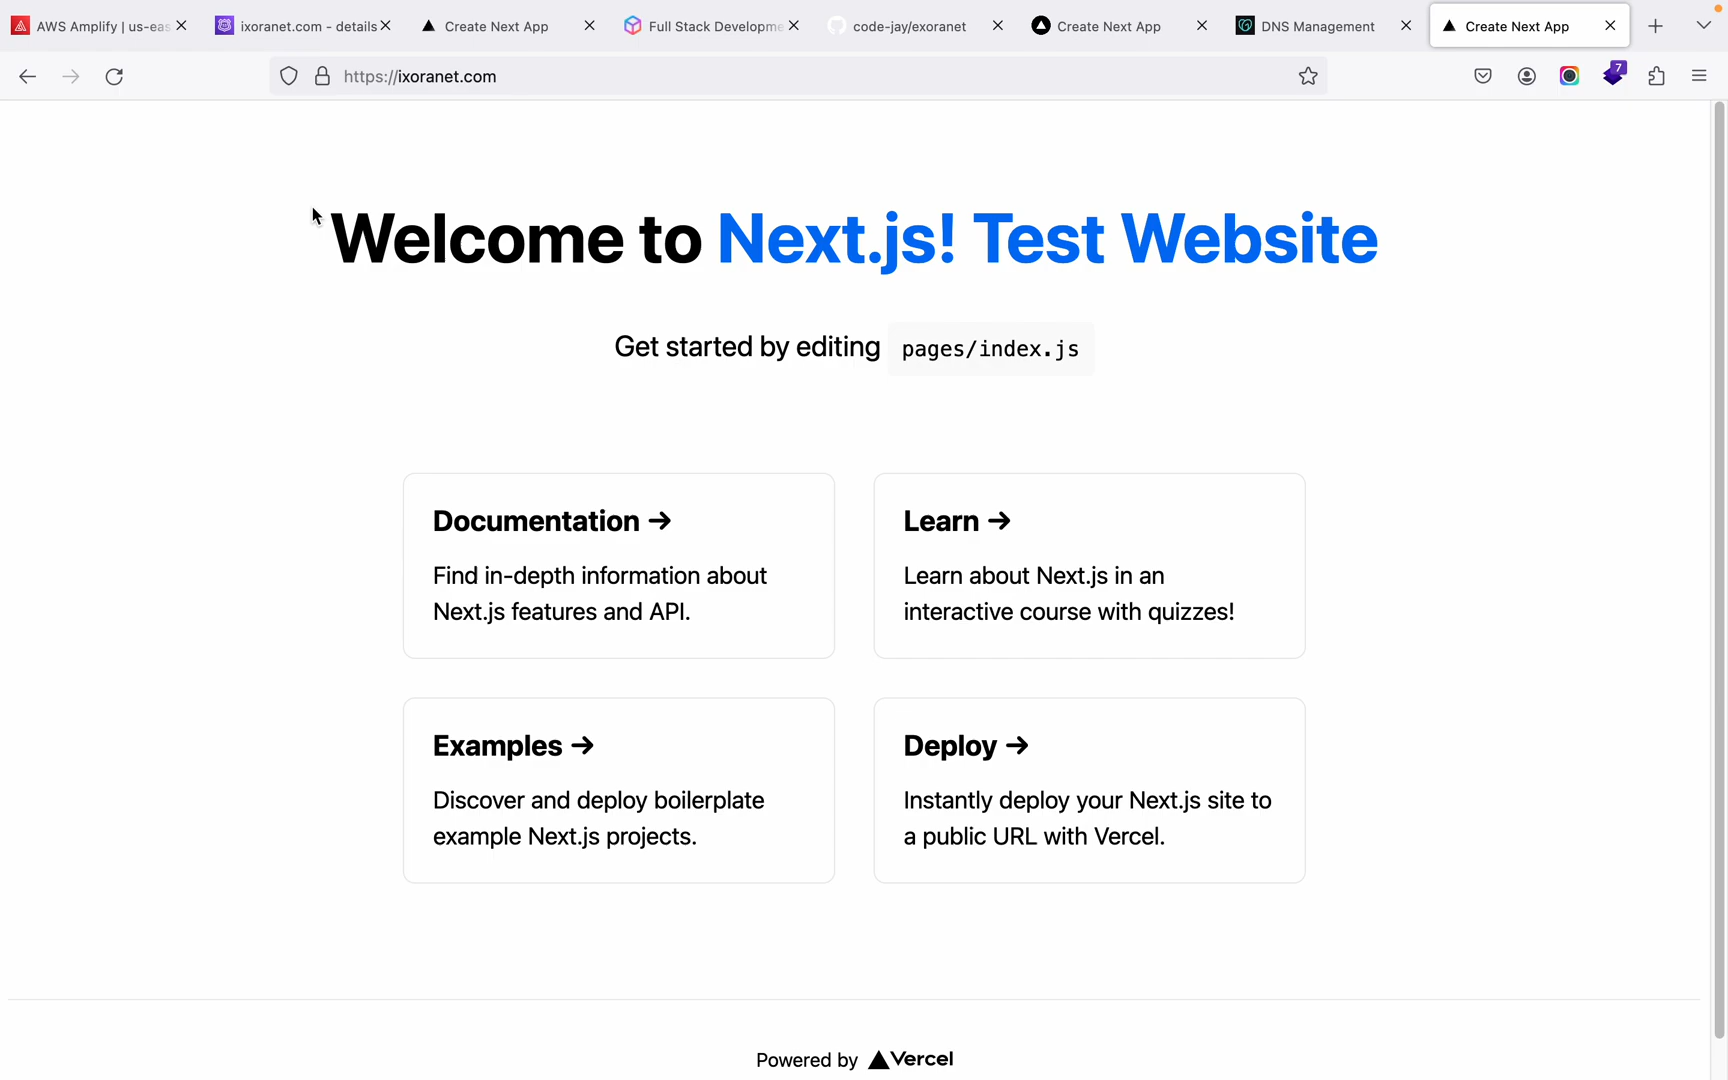 AWS Amplify | us-eas
ixoranet.com - details
Create Next App
Full Stack Developme
code-jay/exoranet
Create Next App
DNS Management
Create Next App
https://ixoranet.com
7
Welcome to Next.js! Test Website
Get started by editing pages/index.js
Documentation →
Find in-depth information about
Next.js features and API.
Learn →
Learn about Next.js in an
interactive course with quizzes!
Examples →
Discover and deploy boilerplate
example Next.js projects.
Deploy →
Instantly deploy your Next.js site to
a public URL with Vercel.
Powered by ▲Vercel